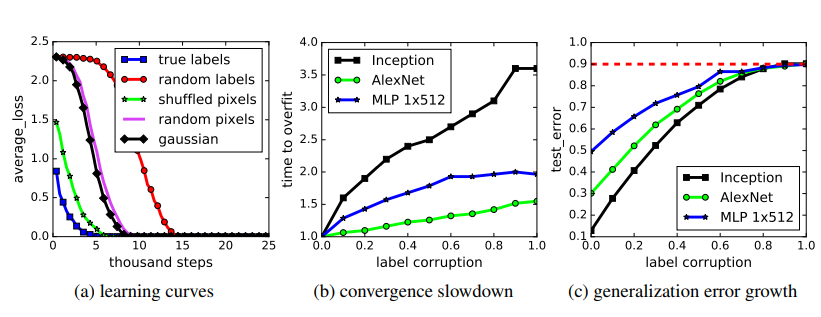 2.5
2.0
1.5
1.0
0.5
0.0
average_loss
true labels
random labels
shuffled pixels
random pixels
gaussian
0 5 10 15 20 25
thousand steps
(a) learning curves
4.0
3.5
3.0
2.5
2.0
1.5
1.0
time to overfit
Inception
AlexNet
MLP 1x512
0.0 0.2 0.4 0.6 0.8 1.0
label corruption
(b) convergence slowdown
1.0
0.9
0.8
0.7
0.6
0.5
0.4
0.3
0.2
0.1
test_error
Inception
AlexNet
MLP 1x512
0.0 0.2 0.4 0.6 0.8 1.0
label corruption
(c) generalization error growth